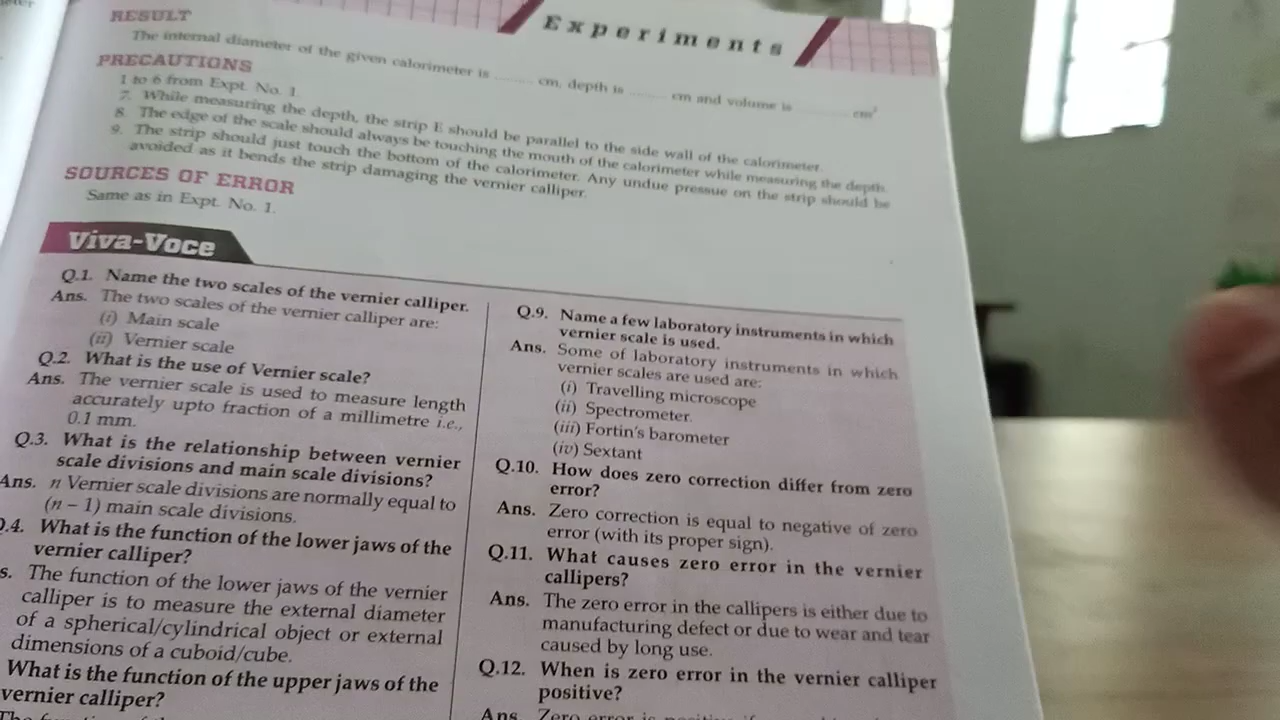 Experiments
RESULT
The internal diameter of the given calorimeter is ........ cm, depth is ........ cm and volume is ........ cm³
PRECAUTIONS
1 to 6 from Expt. No. 1.
7. While measuring the depth, the strip E should be parallel to the side wall of the calorimeter.
8. The edge of the scale should always be touching the mouth of the calorimeter while measuring the depth.
9. The strip should just touch the bottom of the calorimeter. Any undue pressue on the strip should be
avoided as it bends the strip damaging the vernier calliper.
SOURCES OF ERROR
Same as in Expt. No. 1.
Viva-Voce
Q.1. Name the two scales of the vernier calliper.
Ans. The two scales of the vernier calliper are:
(i) Main scale
(ii) Vernier scale
Q.2. What is the use of Vernier scale?
Ans. The vernier scale is used to measure length
accurately upto fraction of a millimetre i.e.,
0.1 mm.
Q.3. What is the relationship between vernier
scale divisions and main scale divisions?
Ans. n Vernier scale divisions are normally equal to
(n – 1) main scale divisions.
Q.4. What is the function of the lower jaws of the
vernier calliper?
s. The function of the lower jaws of the vernier
calliper is to measure the external diameter
of a spherical/cylindrical object or external
dimensions of a cuboid/cube.
What is the function of the upper jaws of the
vernier calliper?
Q.9. Name a few laboratory instruments in which
vernier scale is used.
Ans. Some of laboratory instruments in which
vernier scales are used are:
(i) Travelling microscope
(ii) Spectrometer.
(iii) Fortin's barometer
(iv) Sextant
Q.10. How does zero correction differ from zero
error?
Ans. Zero correction is equal to negative of zero
error (with its proper sign).
Q.11. What causes zero error in the vernier
callipers?
Ans. The zero error in the callipers is either due to
manufacturing defect or due to wear and tear
caused by long use.
Q.12. When is zero error in the vernier calliper
positive?
Ans. Zero error is positive if